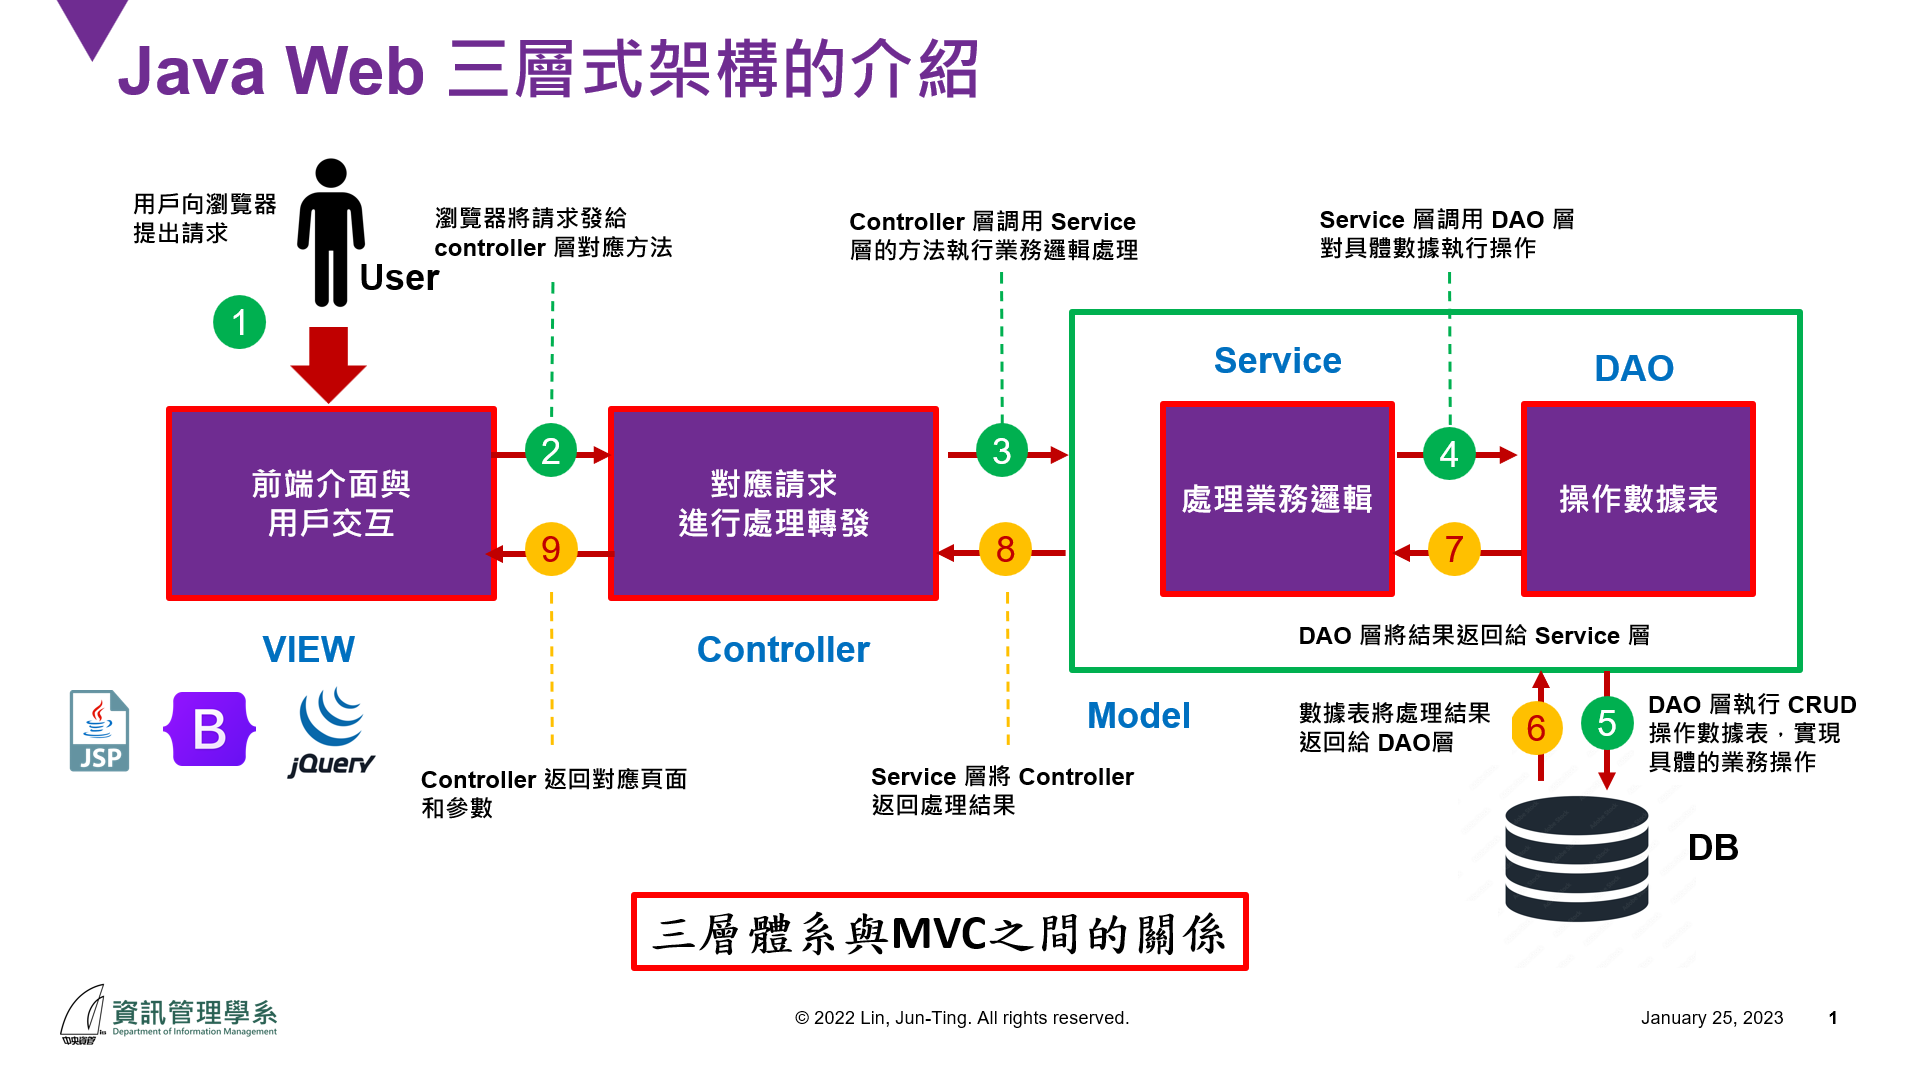 Java Web 三層式架構的介紹
用戶向瀏覽器
提出請求
User
1
瀏覽器將請求發給
controller 層對應方法
Controller 層調用 Service
層的方法執行業務邏輯處理
Service 層調用 DAO 層
對具體數據執行操作
Service
DAO
2
3
4
前端介面與
用戶交互
對應請求
進行處理轉發
處理業務邏輯
操作數據表
9
8
7
DAO 層將結果返回給 Service 層
VIEW
Controller
Model
JSP
B
jQuery
Controller 返回對應頁面
和參數
Service 層將 Controller
返回處理結果
數據表將處理結果
返回給 DAO層
6
5
DAO 層執行 CRUD
操作數據表，實現
具體的業務操作
DB
三層體系與MVC之間的關係
中央資管
資訊管理學系
Department of Information Management
© 2022 Lin, Jun-Ting. All rights reserved.
January 25, 2023
1